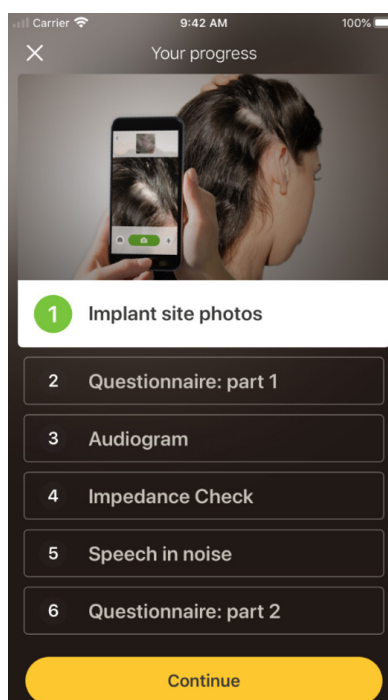 Carrier 9:42 AM 100%
Your progress
1 Implant site photos
2 Questionnaire: part 1
3 Audiogram
4 Impedance Check
5 Speech in noise
6 Questionnaire: part 2
Continue